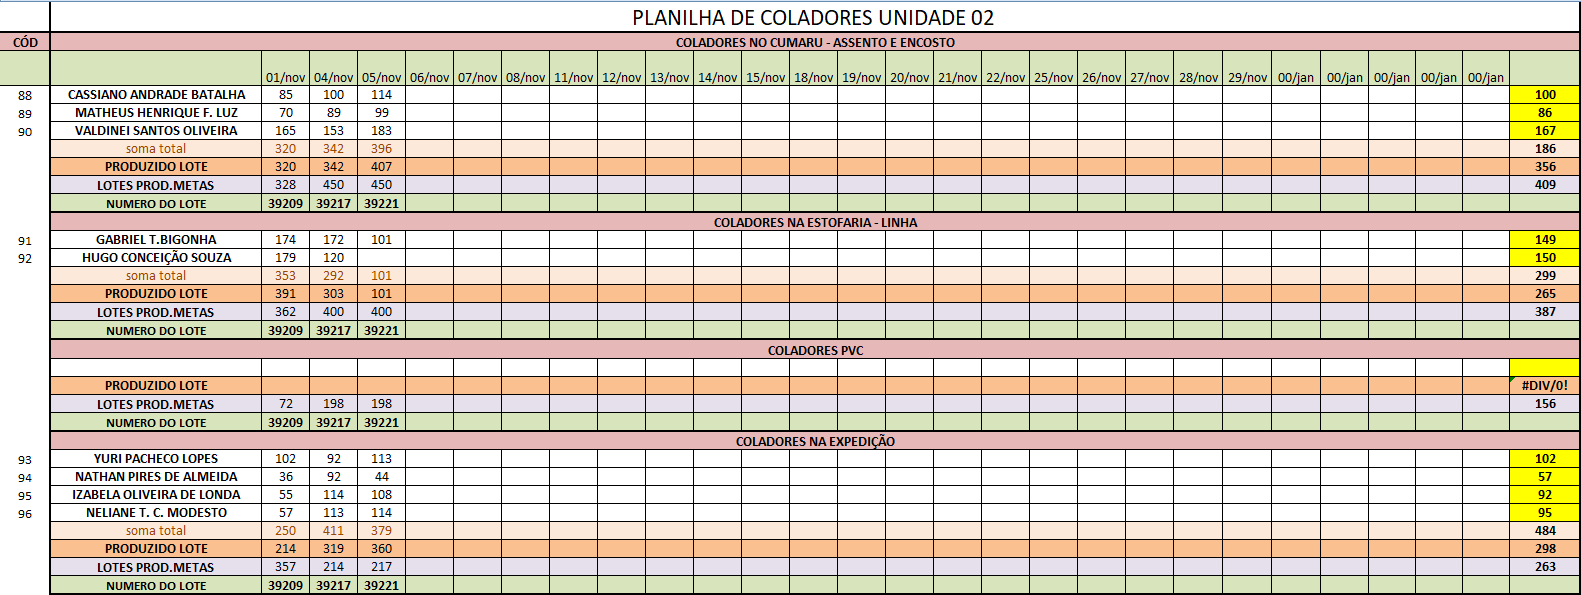 PLANILHA DE COLADORES UNIDADE 02
CÓD COLADORES NO CUMARU - ASSENTO E ENCOSTO
01/nov 04/nov 05/nov 06/nov 07/nov 08/nov 11/nov 12/nov 13/nov 14/nov 15/nov 18/nov 19/nov 20/nov 21/nov 22/nov 25/nov 26/nov 27/nov 28/nov 29/nov 00/jan 00/jan 00/jan 00/jan 00/jan
88 CASSIANO ANDRADE BATALHA 85 100 114 100
89 MATHEUS HENRIQUE F. LUZ 70 89 99 86
90 VALDINEI SANTOS OLIVEIRA 165 153 183 167
soma total 320 342 396 186
PRODUZIDO LOTE 320 342 407 356
LOTES PROD.METAS 328 450 450 409
NUMERO DO LOTE 39209 39217 39221
COLADORES NA ESTOFARIA - LINHA
91 GABRIEL T.BIGONHA 174 172 101 149
92 HUGO CONCEIÇÃO SOUZA 179 120 150
soma total 353 292 101 299
PRODUZIDO LOTE 391 303 101 265
LOTES PROD.METAS 362 400 400 387
NUMERO DO LOTE 39209 39217 39221
COLADORES PVC
PRODUZIDO LOTE #DIV/0!
LOTES PROD.METAS 72 198 198 156
NUMERO DO LOTE 39209 39217 39221
COLADORES NA EXPEDIÇÃO
93 YURI PACHECO LOPES 102 92 113 102
94 NATHAN PIRES DE ALMEIDA 36 92 44 57
95 IZABELA OLIVEIRA DE LONDA 55 114 108 92
96 NELIANE T. C. MODESTO 57 113 114 95
soma total 250 411 379 484
PRODUZIDO LOTE 214 319 360 298
LOTES PROD.METAS 357 214 217 263
NUMERO DO LOTE 39209 39217 39221